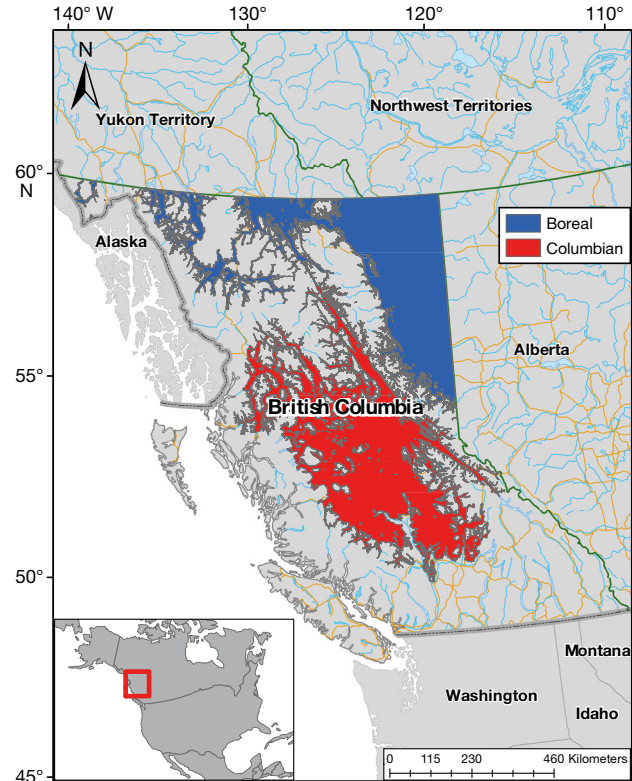 140° W 130° 120° 110°
N
Northwest Territories
Yukon Territory
60°
N
Boreal
Columbian
Alaska
Alberta
55°
British Columbia
50°
Montana
Washington
Idaho
45°
0 115 230 460 Kilometers